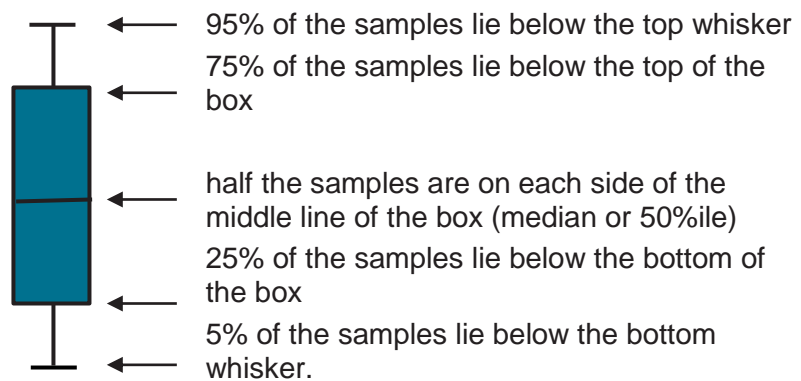 95% of the samples lie below the top whisker
75% of the samples lie below the top of the
box
half the samples are on each side of the
middle line of the box (median or 50%ile)
25% of the samples lie below the bottom of
the box
5% of the samples lie below the bottom
whisker.